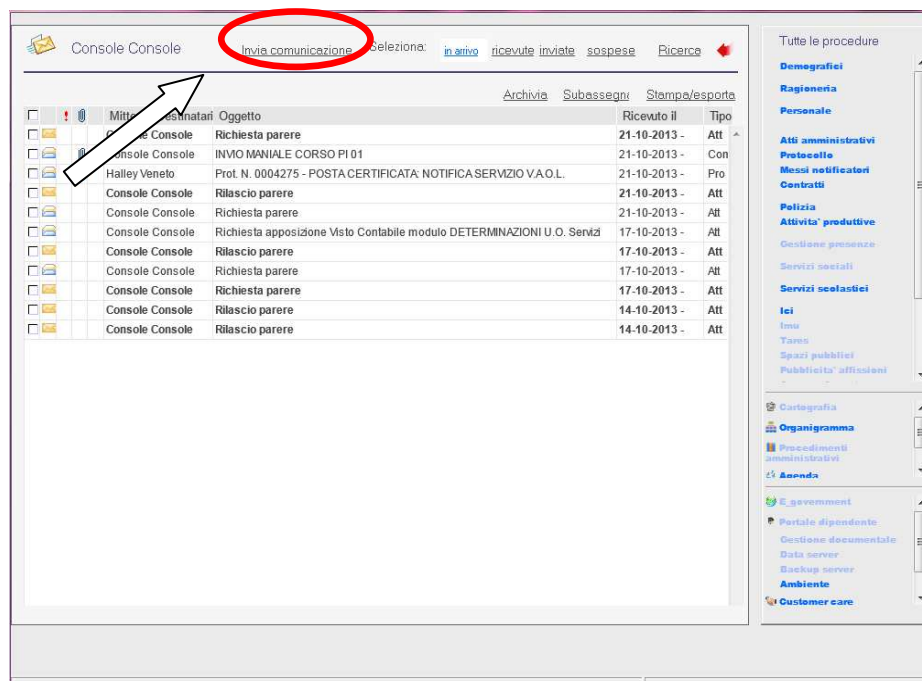 Console Console Invia comunicazione Seleziona: in arrivo ricevute inviate sospese Ricerca
Archivia Subassegna Stampa/esporta
! Oggetto Ricevuto il Tipo
Console Console Richiesta parere 21-10-2013 - Att
Console Console INVIO MANIALE CORSO PI 01 21-10-2013 - Con
Halley Veneto Prot. N. 0004275 - POSTA CERTIFICATA: NOTIFICA SERVIZIO V.A.O.L. 21-10-2013 - Pro
Console Console Rilascio parere 21-10-2013 - Att
Console Console Richiesta parere 21-10-2013 - Att
Console Console Richiesta apposizione Visto Contabile modulo DETERMINAZIONI U.O. Servizi 17-10-2013 - Att
Console Console Rilascio parere 17-10-2013 - Att
Console Console Richiesta parere 17-10-2013 - Att
Console Console Richiesta parere 17-10-2013 - Att
Console Console Rilascio parere 14-10-2013 - Att
Console Console Rilascio parere 14-10-2013 - Att
Tutte le procedure
Demografici
Ragioneria
Personale
Atti amministrativi
Protocollo
Messi notificatori
Contratti
Polizia
Attivita' produttive
Gestione presenze
Servizi sociali
Servizi scolastici
Ici
Imu
Tares
Spazi pubblici
Pubblicita' affissioni
Cartografia
Organigramma
Procedimenti
amministrativi
Agenda
E_government
Portale dipendente
Gestione documentale
Data server
Backup server
Ambiente
Customer care